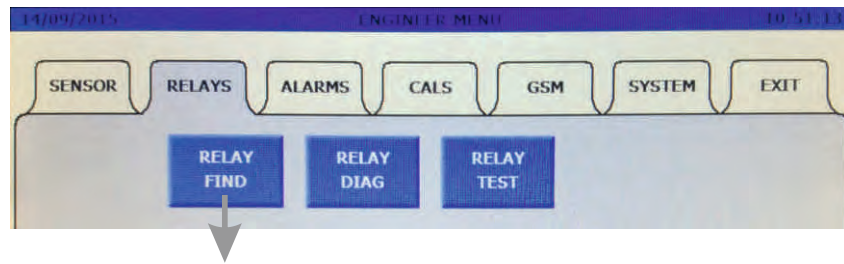 14/09/2015 ENGINEER MENU 10:51:13
SENSOR RELAYS ALARMS CALS GSM SYSTEM EXIT
RELAY RELAY RELAY
FIND DIAG TEST